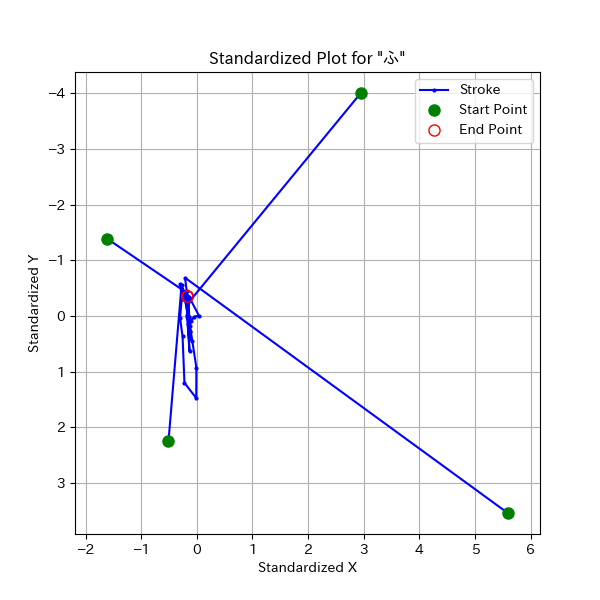 Standardized Plot for "ふ"
Stroke
Start Point
End Point
Standardized Y
−4
−3
−2
−1
0
1
2
3
−2 −1 0 1 2 3 4 5 6
Standardized X